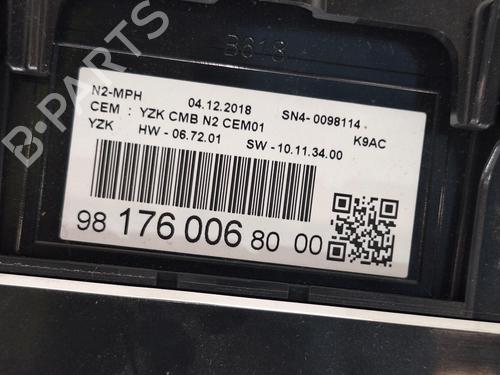 B618
N2-MPH 04.12.2018 SN4- 0098114
CEM : YZK CMB N2 CEM01 K9AC
YZK HW - 06.72.01 SW - 10.11.34.00
98 176 006 80 00
B-PARTS